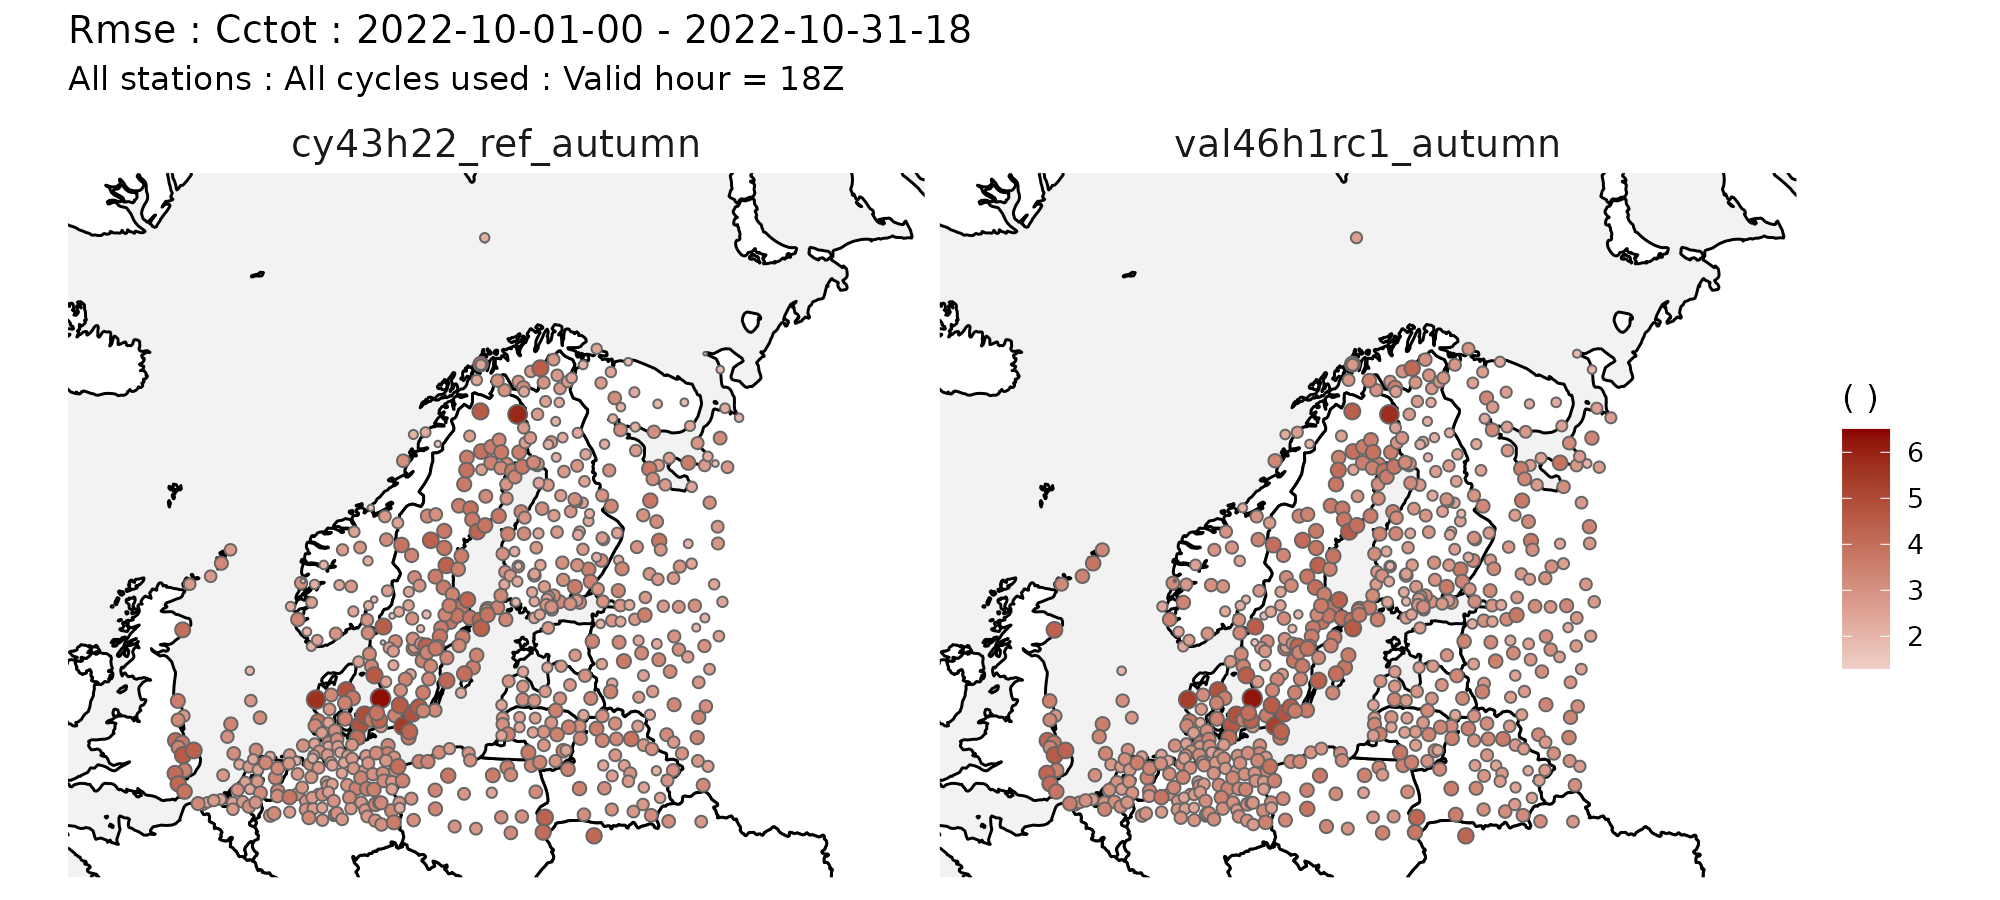 Rmse : Cctot : 2022-10-01-00 - 2022-10-31-18
All stations : All cycles used : Valid hour = 18Z
cy43h22_ref_autumn
val46h1rc1_autumn
( )
6
5
4
3
2